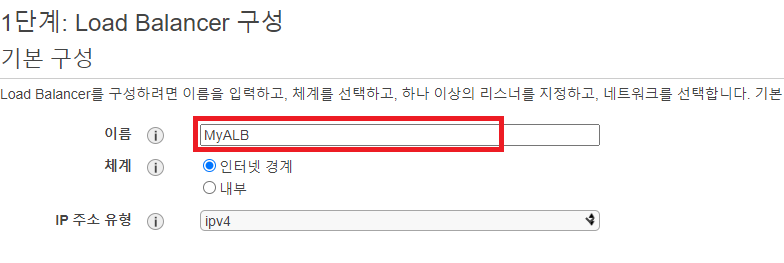 1단계: Load Balancer 구성
기본 구성
Load Balancer를 구성하려면 이름을 입력하고, 체계를 선택하고, 하나 이상의 리스너를 지정하고, 네트워크를 선택합니다. 기본
이름 i MyALB
체계 i 인터넷 경계
내부
IP 주소 유형 i ipv4